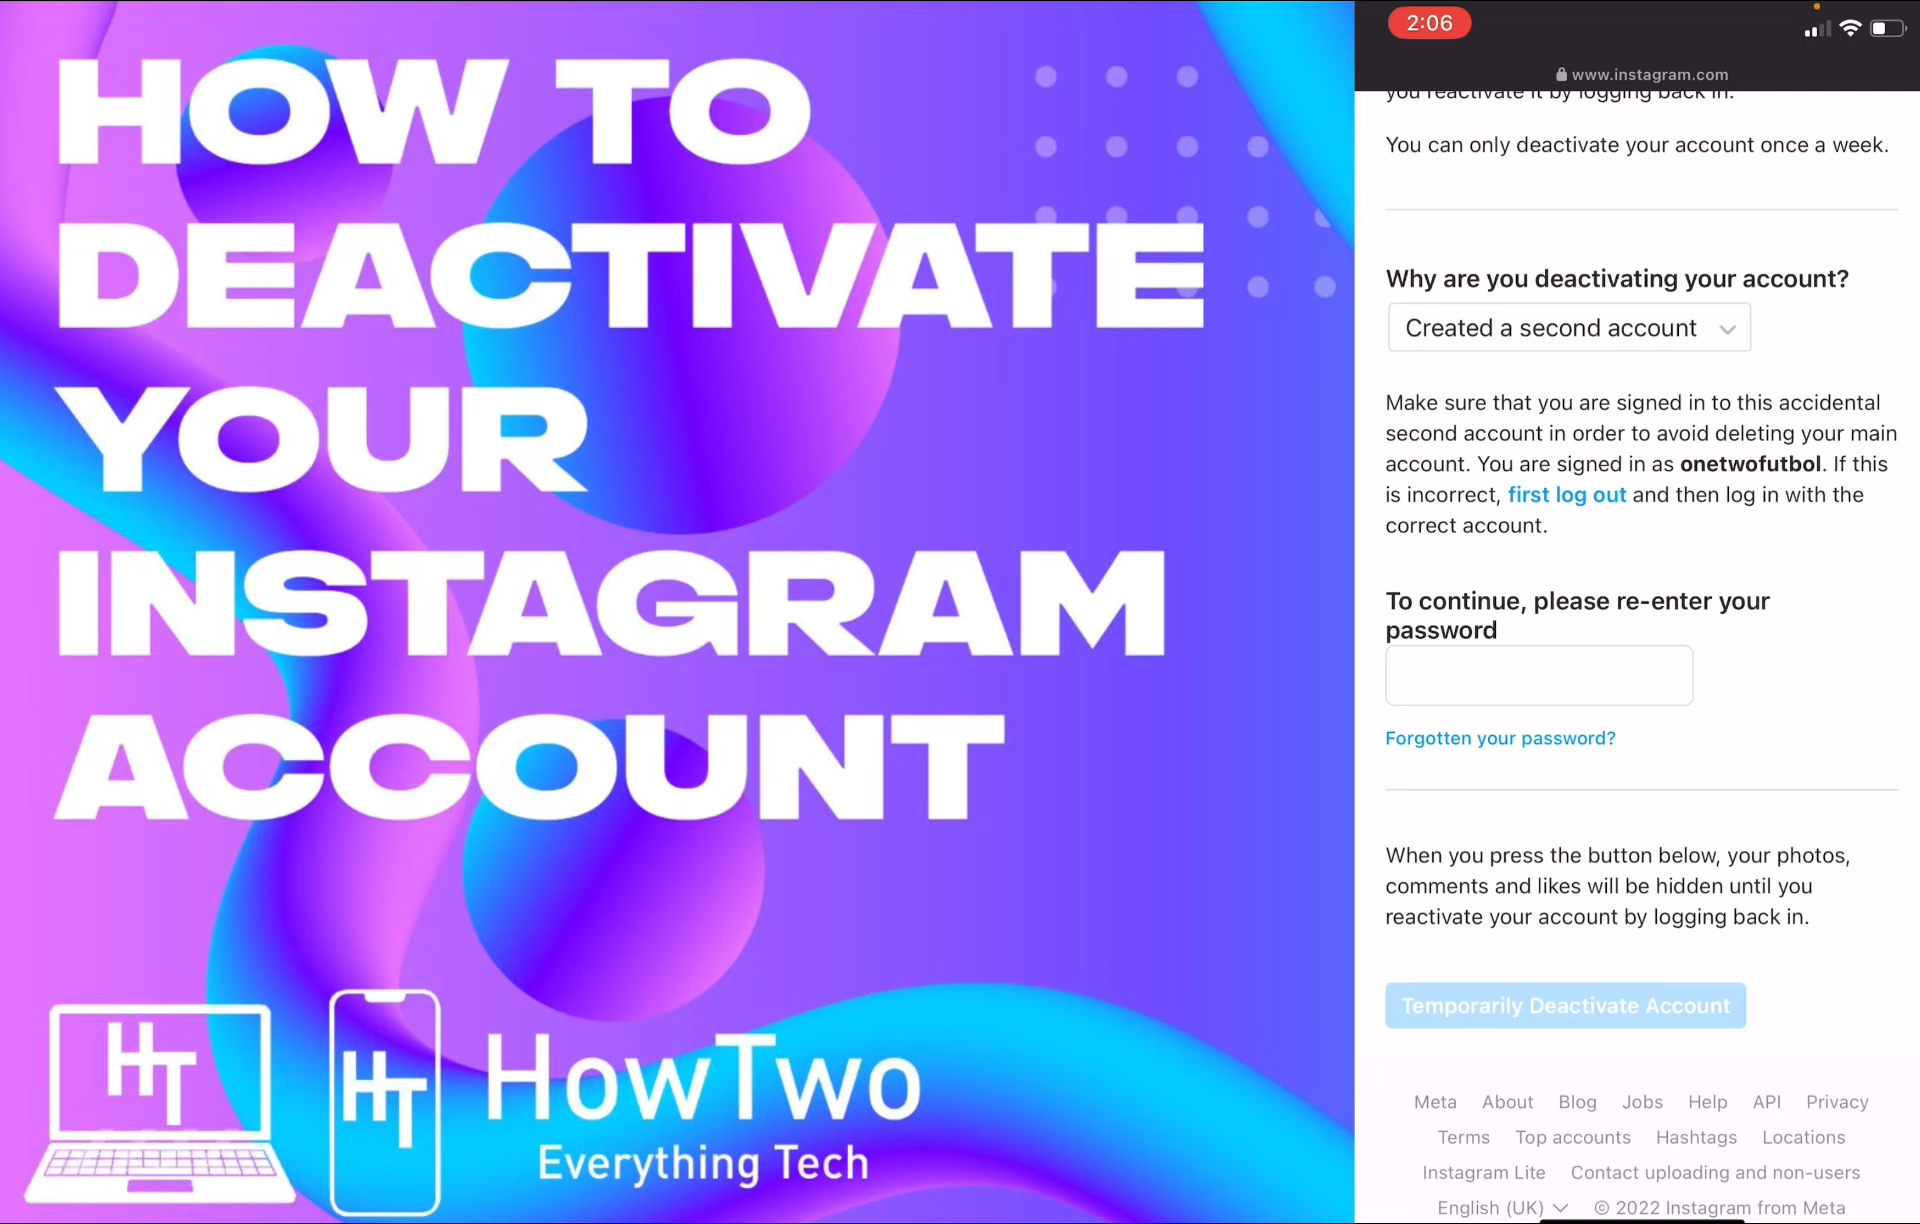 HOW TO
DEACTIVATE
YOUR
INSTAGRAM
ACCOUNT
HT
HT
HowTwo
Everything Tech
2:06
www.instagram.com
you reactivate it by logging back in.
You can only deactivate your account once a week.
Why are you deactivating your account?
Created a second account
Make sure that you are signed in to this accidental
second account in order to avoid deleting your main
account. You are signed in as onetwofutbol. If this
is incorrect, first log out and then log in with the
correct account.
To continue, please re-enter your
password
Forgotten your password?
When you press the button below, your photos,
comments and likes will be hidden until you
reactivate your account by logging back in.
Temporarily Deactivate Account
Meta About Blog Jobs Help API Privacy
Terms Top accounts Hashtags Locations
Instagram Lite Contact uploading and non-users
English (UK) © 2022 Instagram from Meta